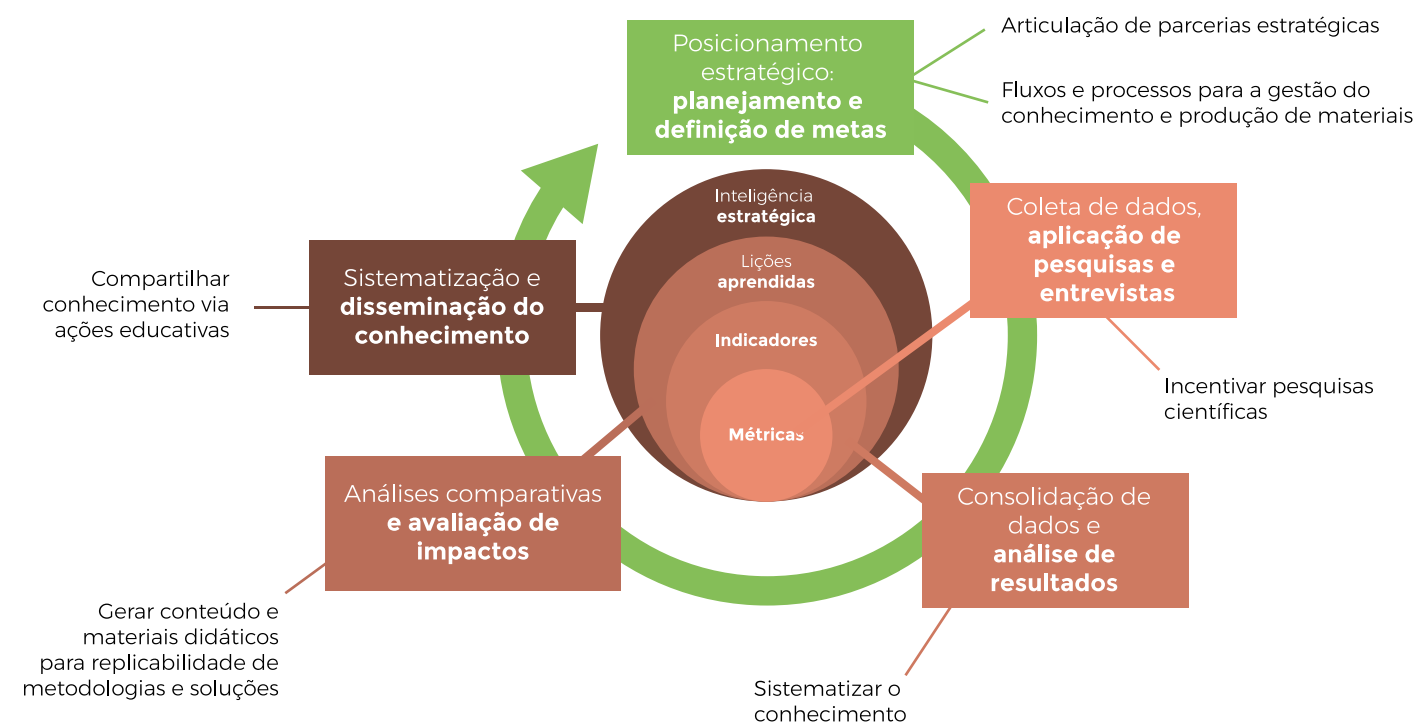 Posicionamento
estratégico:
planejamento e
definição de metas
Articulação de parcerias estratégicas
Fluxos e processos para a gestão do
conhecimento e produção de materiais
Coleta de dados,
aplicação de
pesquisas e
entrevistas
Incentivar pesquisas
científicas
Consolidação de
dados e
análise de
resultados
Sistematizar o
conhecimento
Análises comparativas
e avaliação de
impactos
Gerar conteúdo e
materiais didáticos
para replicabilidade de
metodologias e soluções
Sistematização e
disseminação do
conhecimento
Compartilhar
conhecimento via
ações educativas
Inteligência
estratégica
Lições
aprendidas
Indicadores
Métricas